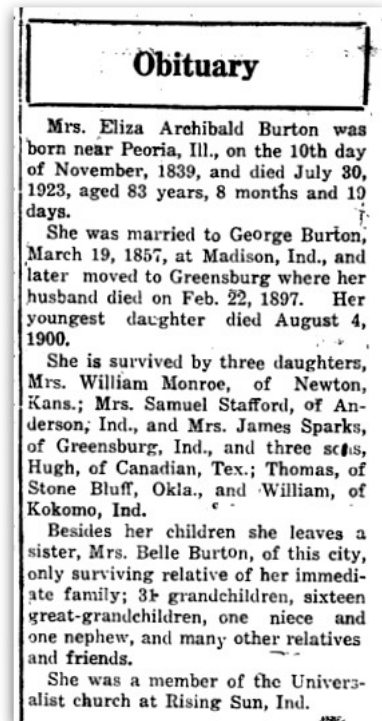 Obituary
Mrs. Eliza Archibald Burton was
born near Peoria, Ill., on the 10th day
of November, 1839, and died July 30,
1923, aged 83 years, 8 months and 19
days.
She was married to George Burton,
March 19, 1857, at Madison, Ind., and
later moved to Greensburg where her
husband died on Feb. 22, 1897. Her
youngest daughter died August 4,
1900.
She is survived by three daughters,
Mrs. William Monroe, of Newton,
Kans.; Mrs. Samuel Stafford, of An-
derson, Ind., and Mrs. James Sparks,
of Greensburg, Ind., and three sons,
Hugh, of Canadian, Tex.; Thomas, of
Stone Bluff, Okla., and William, of
Kokomo, Ind.
Besides her children she leaves a
sister, Mrs. Belle Burton, of this city,
only surviving relative of her immedi-
ate family; 31 grandchildren, sixteen
great-grandchildren, one niece and
one nephew, and many other relatives
and friends.
She was a member of the Univers-
alist church at Rising Sun, Ind.